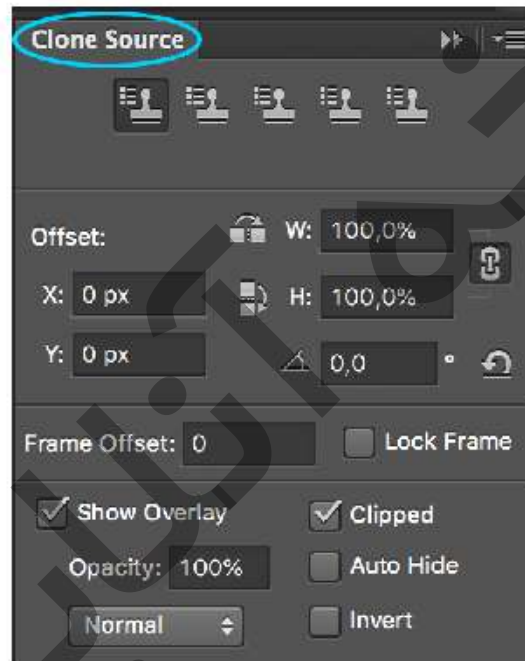 Clone Source
Offset:
W: 100,0%
X: 0 px
H: 100,0%
Y: 0 px
0,0 °
Frame Offset: 0
Lock Frame
Show Overlay
Clipped
Opacity: 100%
Auto Hide
Normal
Invert